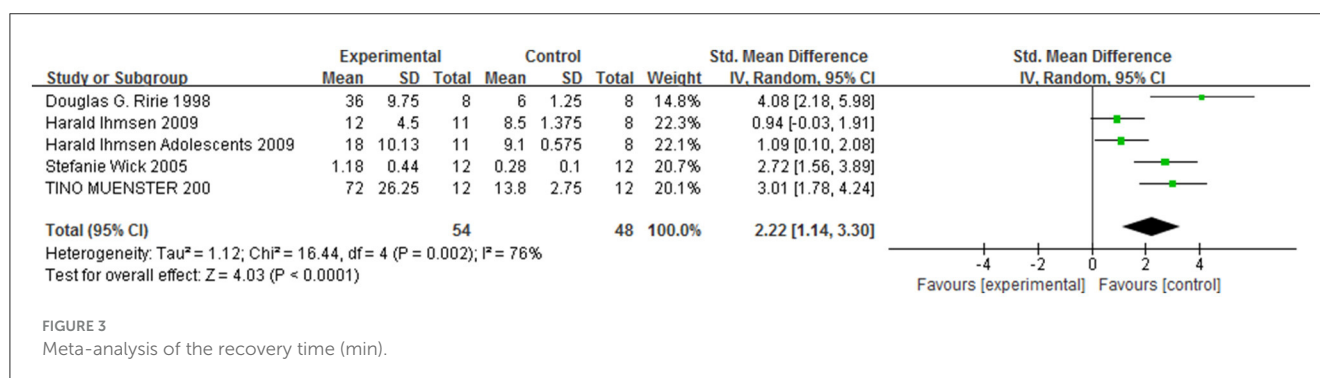 Experimental Control Std. Mean Difference Std. Mean Difference
Study or Subgroup Mean SD Total Mean SD Total Weight IV, Random, 95% CI IV, Random, 95% CI
Douglas G. Ririe 1998 36 9.75 8 6 1.25 8 14.8% 4.08 [2.18, 5.98]
Harald Ihmsen 2009 12 4.5 11 8.5 1.375 8 22.3% 0.94 [-0.03, 1.91]
Harald Ihmsen Adolescents 2009 18 10.13 11 9.1 0.575 8 22.1% 1.09 [0.10, 2.08]
Stefanie Wick 2005 1.18 0.44 12 0.28 0.1 12 20.7% 2.72 [1.56, 3.89]
TINO MUENSTER 200 72 26.25 12 13.8 2.75 12 20.1% 3.01 [1.78, 4.24]
Total (95% CI) 54 48 100.0% 2.22 [1.14, 3.30]
Heterogeneity: Tau² = 1.12; Chi² = 16.44, df = 4 (P = 0.002); I² = 76%
Test for overall effect: Z = 4.03 (P < 0.0001)
-4 -2 0 2 4
Favours [experimental] Favours [control]
FIGURE 3
Meta-analysis of the recovery time (min).